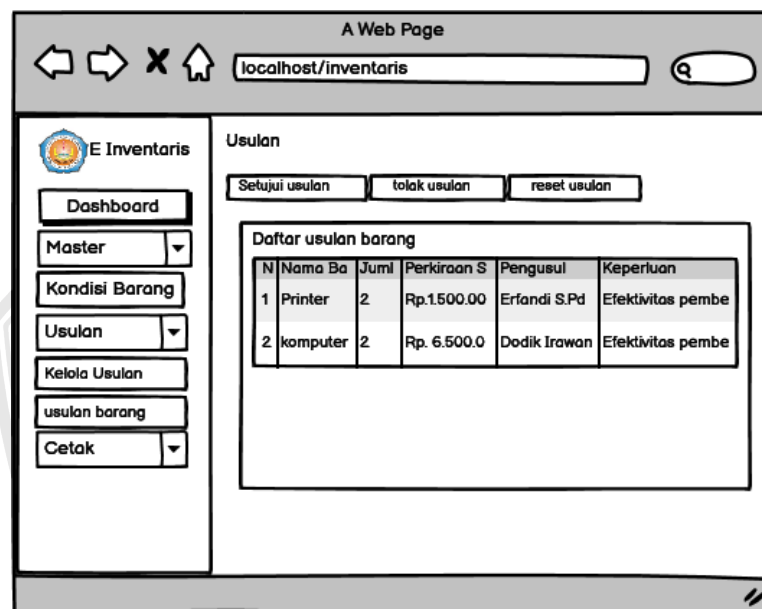 A Web Page
localhost/inventaris
E Inventaris
Dashboard
Master
Kondisi Barang
Usulan
Kelola Usulan
usulan barang
Cetak
Usulan
Setujui usulan tolak usulan reset usulan
Daftar usulan barang
N Nama Ba Juml Perkiraan S Pengusul Keperluan
1 Printer 2 Rp.1.500.00 Erfandi S.Pd Efektivitas pembe
2 komputer 2 Rp. 6.500.0 Dodik Irawan Efektivitas pembe